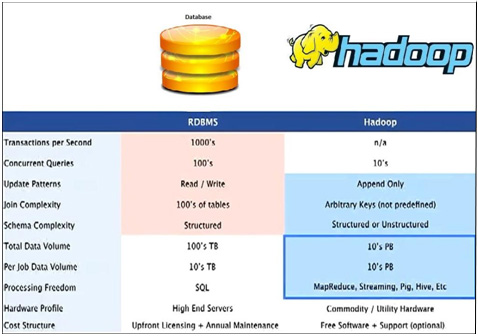 Database
hadoop
RDBMS Hadoop
Transactions per Second 1000's n/a
Concurrent Queries 100's 10's
Update Patterns Read / Write Append Only
Join Complexity 100's of tables Arbitrary Keys (not predefined)
Schema Complexity Structured Structured or Unstructured
Total Data Volume 100's TB 10's PB
Per Job Data Volume 10's TB 10's PB
Processing Freedom SQL MapReduce, Streaming, Pig, Hive, Etc
Hardware Profile High End Servers Commodity / Utility Hardware
Cost Structure Upfront Licensing + Annual Maintenance Free Software + Support (optional)